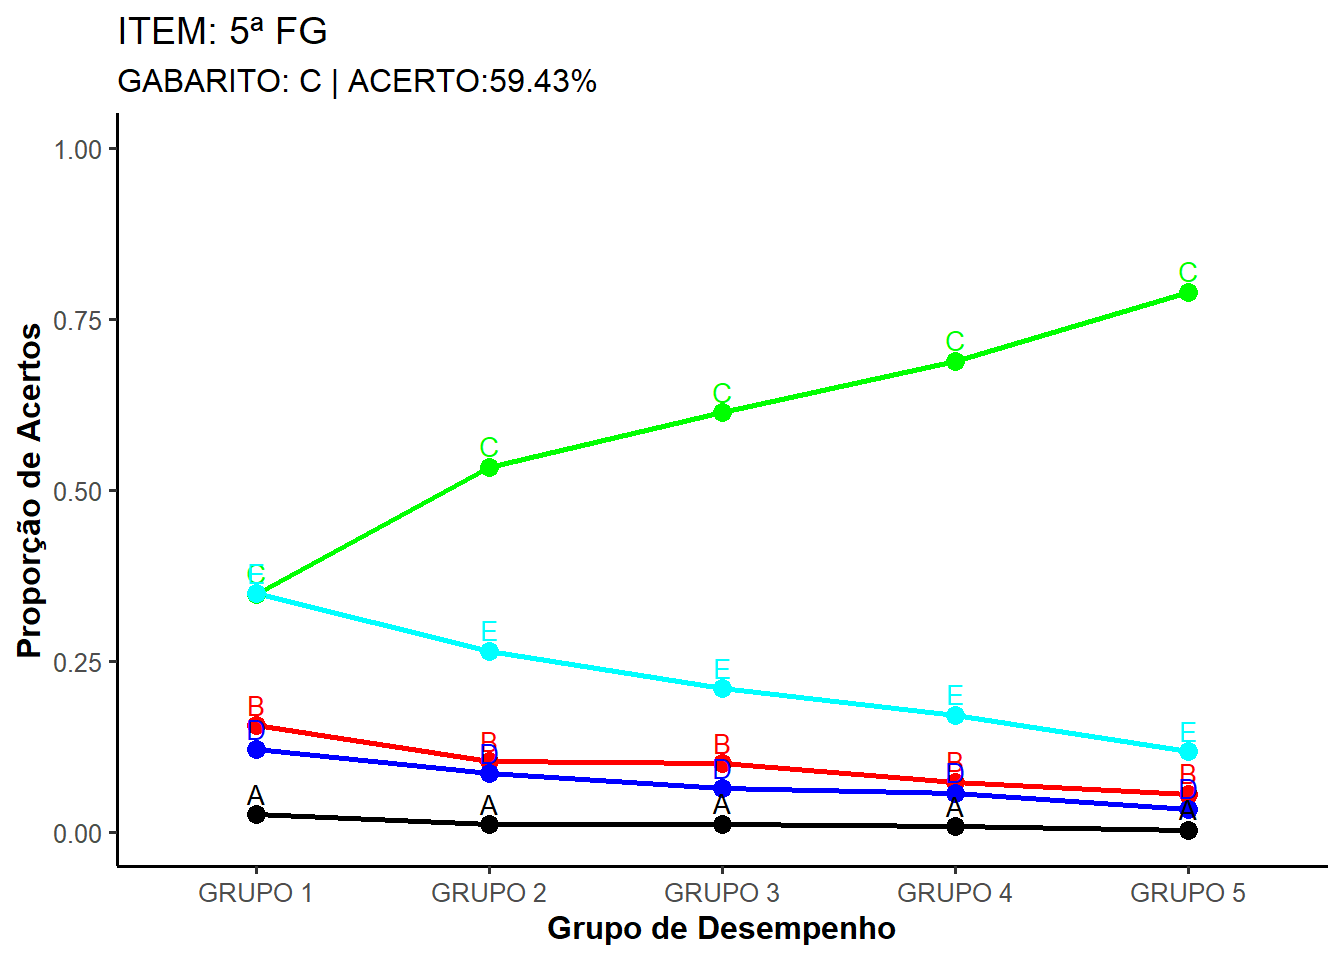 ITEM: 5ª FG
GABARITO: C | ACERTO:59.43%
1.00
0.75
0.50
0.25
0.00
Proporção de Acertos
C
C
C
C
C
E
E
E
E
E
B
B
B
B
B
D
D
D
D
D
A
A
A
A
A
GRUPO 1 GRUPO 2 GRUPO 3 GRUPO 4 GRUPO 5
Grupo de Desempenho